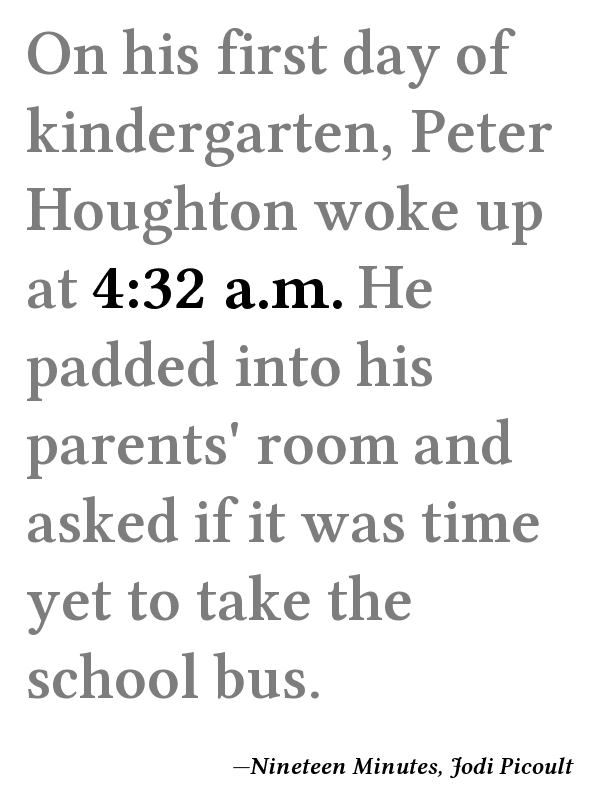 On his first day of
kindergarten, Peter
Houghton woke up
at 4:32 a.m. He
padded into his
parents' room and
asked if it was time
yet to take the
school bus.
—Nineteen Minutes, Jodi Picoult